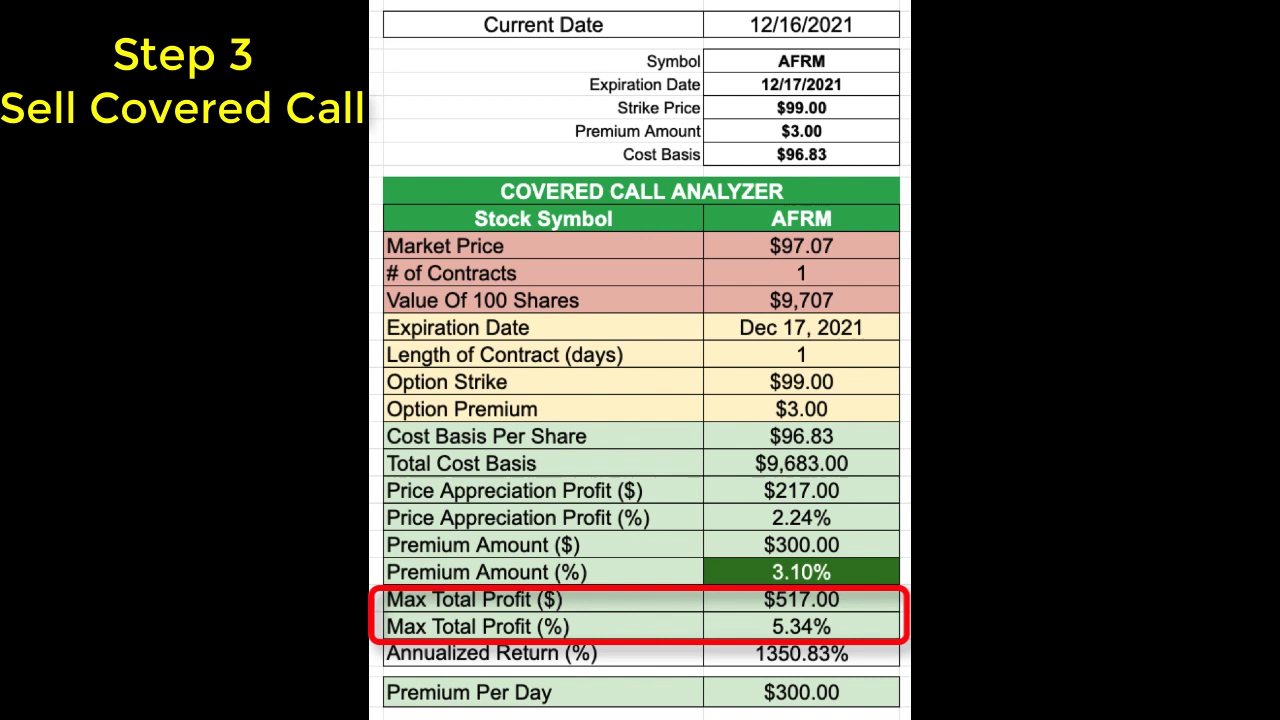 Step 3
Sell Covered Call
Current Date 12/16/2021
Symbol AFRM
Expiration Date 12/17/2021
Strike Price $99.00
Premium Amount $3.00
Cost Basis $96.83
COVERED CALL ANALYZER
Stock Symbol AFRM
Market Price $97.07
# of Contracts 1
Value Of 100 Shares $9,707
Expiration Date Dec 17, 2021
Length of Contract (days) 1
Option Strike $99.00
Option Premium $3.00
Cost Basis Per Share $96.83
Total Cost Basis $9,683.00
Price Appreciation Profit ($) $217.00
Price Appreciation Profit (%) 2.24%
Premium Amount ($) $300.00
Premium Amount (%) 3.10%
Max Total Profit ($) $517.00
Max Total Profit (%) 5.34%
Annualized Return (%) 1350.83%
Premium Per Day $300.00